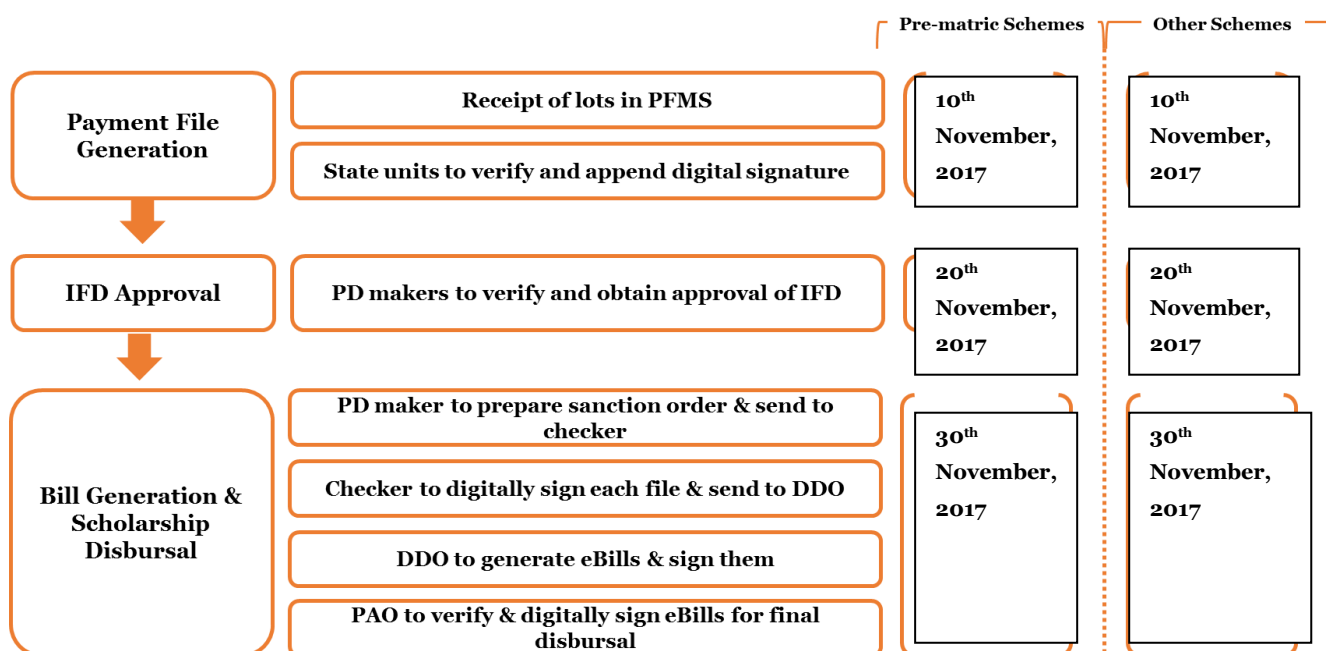 Pre-matric Schemes
Other Schemes
Payment File
Generation
Receipt of lots in PFMS
State units to verify and append digital signature
10th
November,
2017
10th
November,
2017
IFD Approval
PD makers to verify and obtain approval of IFD
20th
November,
2017
20th
November,
2017
Bill Generation &
Scholarship
Disbursal
PD maker to prepare sanction order & send to
checker
Checker to digitally sign each file & send to DDO
DDO to generate eBills & sign them
PAO to verify & digitally sign eBills for final
disbursal
30th
November,
2017
30th
November,
2017